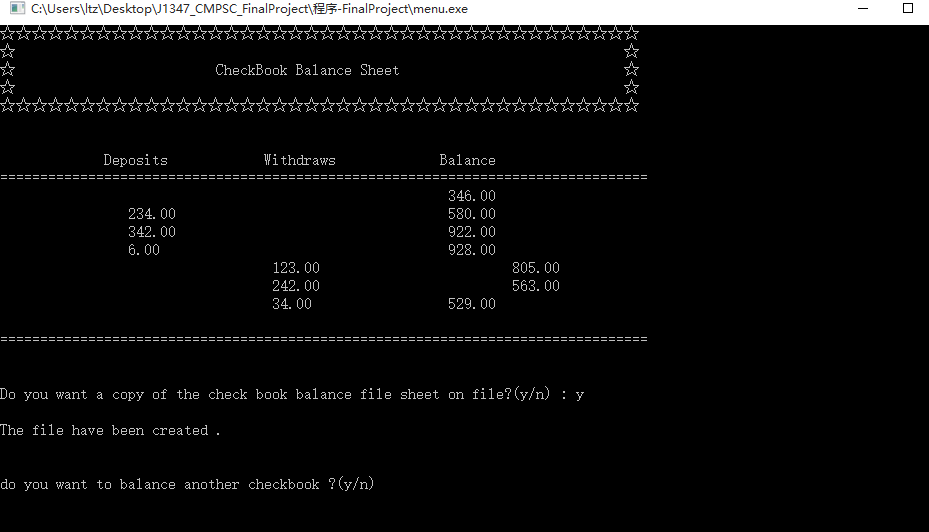 C:\Users\ltz\Desktop\J1347_CMPSC_FinalProject\程序-FinalProject\menu.exe
☆☆☆☆☆☆☆☆☆☆☆☆☆☆☆☆☆☆☆☆☆☆☆☆☆☆☆☆☆☆☆☆☆☆☆☆☆☆☆☆
☆ ☆
☆ CheckBook Balance Sheet ☆
☆ ☆
☆☆☆☆☆☆☆☆☆☆☆☆☆☆☆☆☆☆☆☆☆☆☆☆☆☆☆☆☆☆☆☆☆☆☆☆☆☆☆☆
Deposits Withdraws Balance
=================================================================================
346.00
234.00 580.00
342.00 922.00
6.00 928.00
123.00 805.00
242.00 563.00
34.00 529.00
=================================================================================
Do you want a copy of the check book balance file sheet on file?(y/n) : y
The file have been created .
do you want to balance another checkbook ?(y/n)